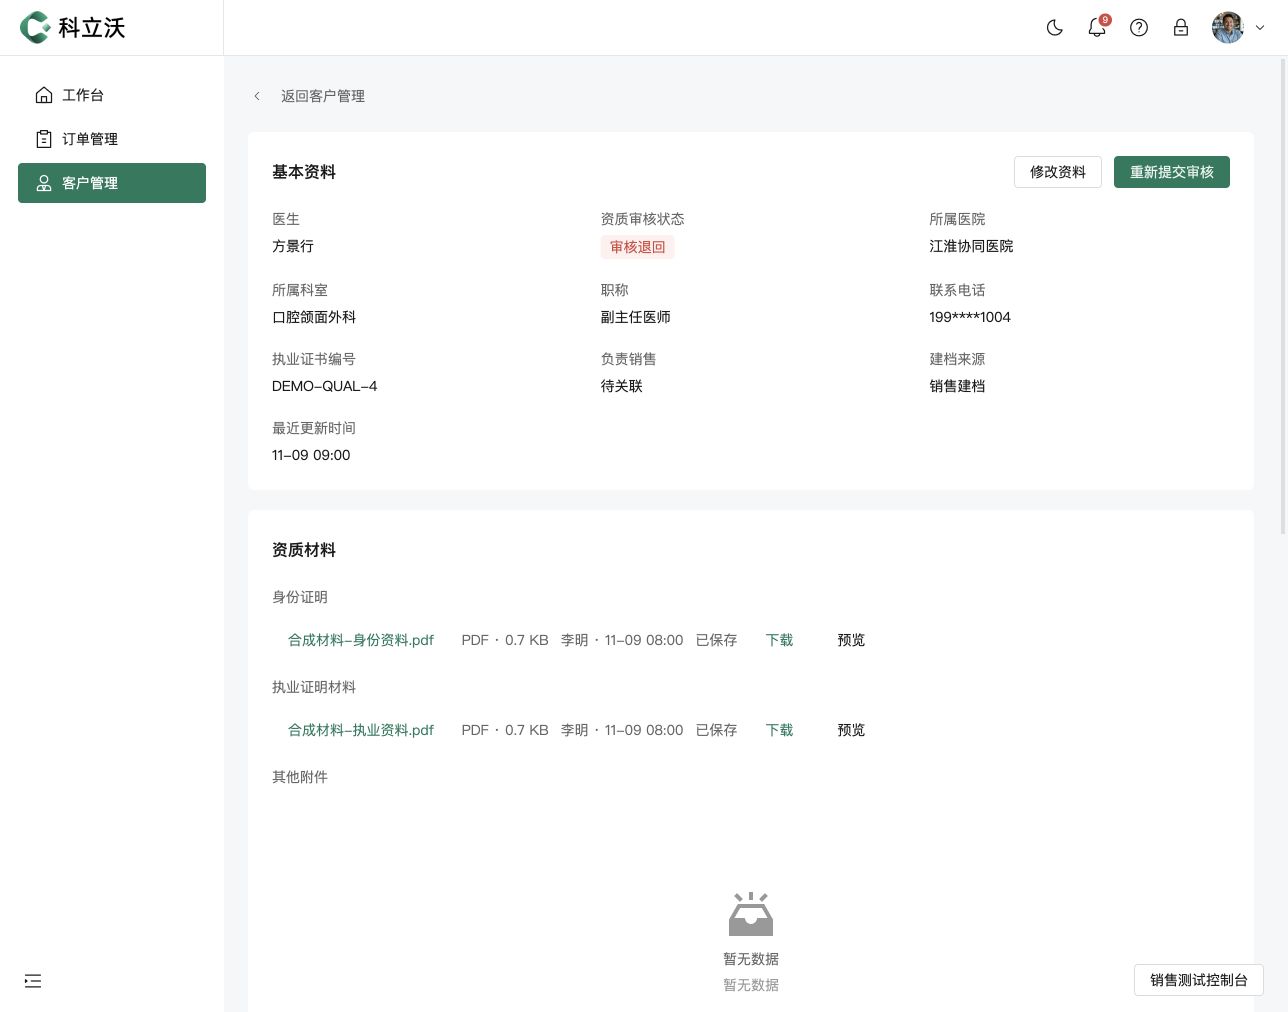 科立沃
9
工作台
订单管理
客户管理
返回客户管理
基本资料
修改资料
重新提交审核
医生
方景行
资质审核状态
审核退回
所属医院
江淮协同医院
所属科室
口腔颌面外科
职称
副主任医师
联系电话
199****1004
执业证书编号
DEMO-QUAL-4
负责销售
待关联
建档来源
销售建档
最近更新时间
11-09 09:00
资质材料
身份证明
合成材料-身份资料.pdf PDF · 0.7 KB 李明 · 11-09 08:00 已保存 下载 预览
执业证明材料
合成材料-执业资料.pdf PDF · 0.7 KB 李明 · 11-09 08:00 已保存 下载 预览
其他附件
暂无数据
暂无数据
销售测试控制台